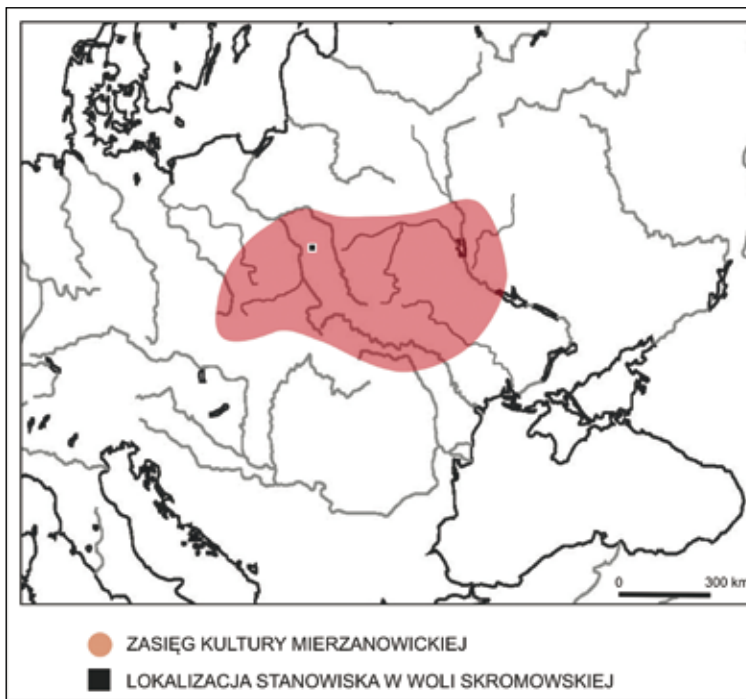 0 300 km
ZASIĘG KULTURY MIERZANOWICKIEJ
LOKALIZACJA STANOWISKA W WOLI SKROMOWSKIEJ